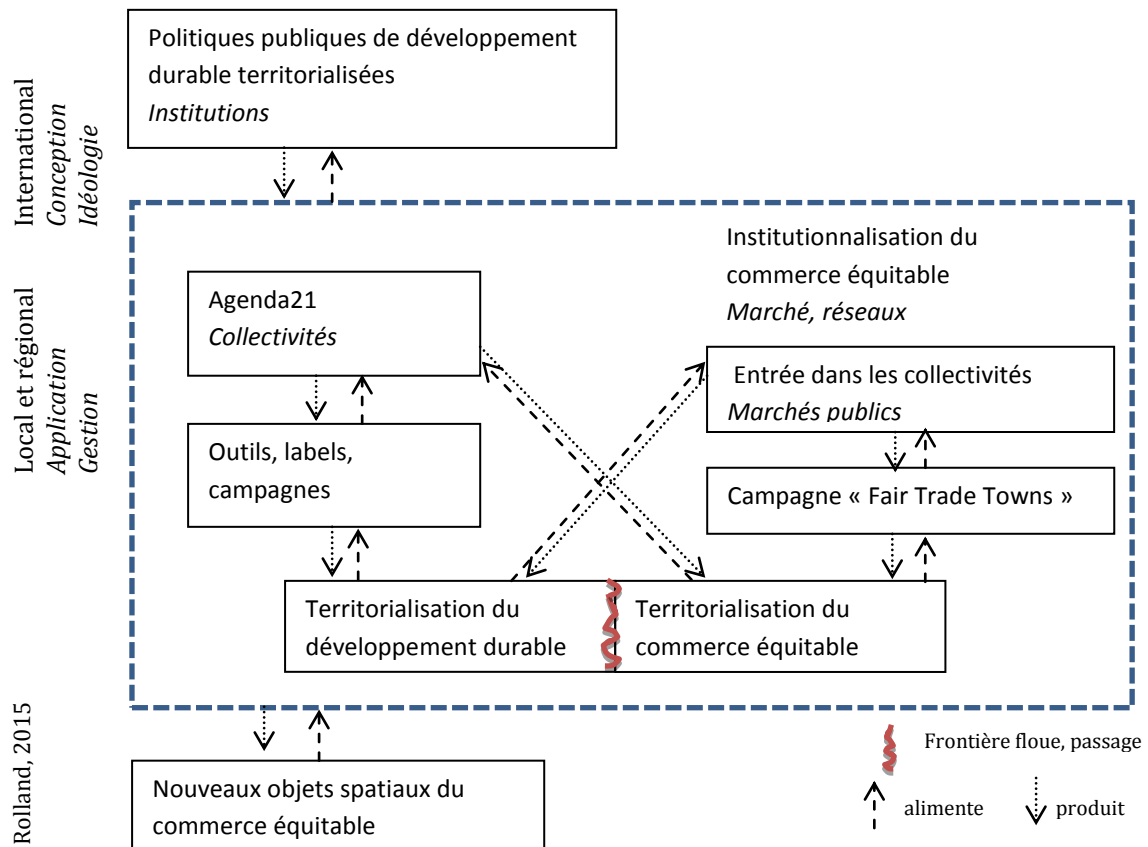 Politiques publiques de développement
durable territorialisées
Institutions
International
Conception
Idéologie
Institutionnalisation du
commerce équitable
Marché, réseaux
Agenda21
Collectivités
Entrée dans les collectivités
Marchés publics
Local et régional
Application
Gestion
Outils, labels,
campagnes
Campagne « Fair Trade Towns »
Territorialisation du
développement durable
Territorialisation du
commerce équitable
Rolland, 2015
Nouveaux objets spatiaux du
commerce équitable
Frontière floue, passage
alimente
produit